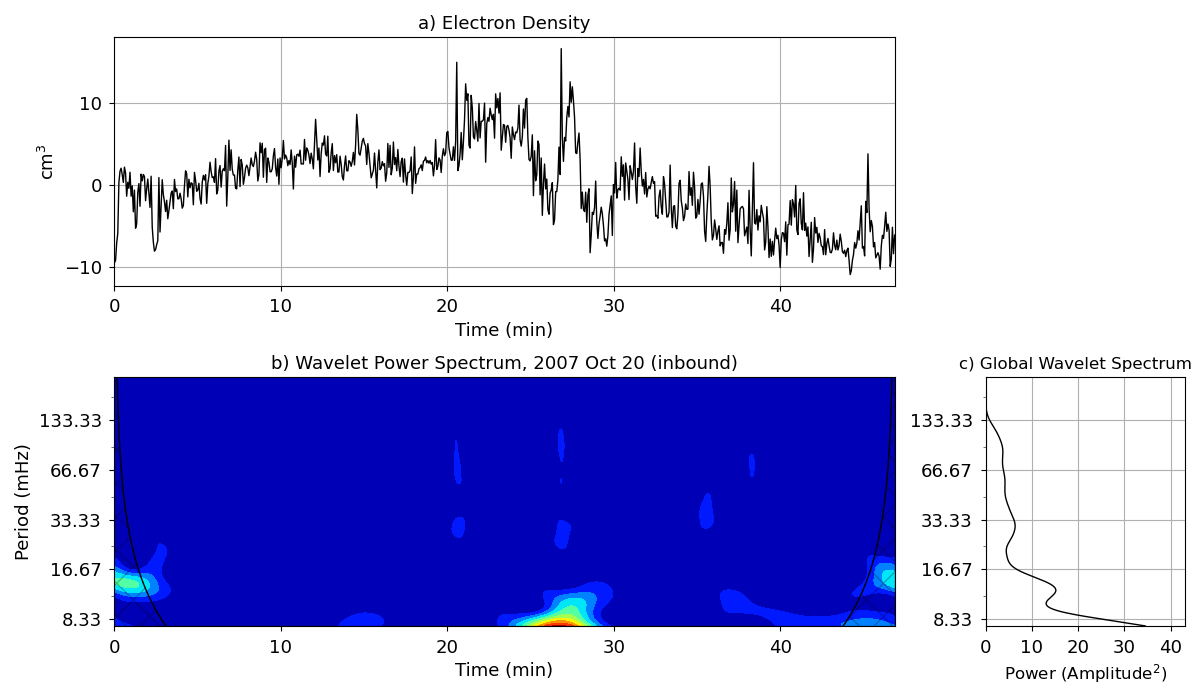 a) Electron Density
cm³
10
0
−10
0 10 20 30 40
Time (min)
b) Wavelet Power Spectrum, 2007 Oct 20 (inbound)
Period (mHz)
133.33
66.67
33.33
16.67
8.33
0 10 20 30 40
Time (min)
c) Global Wavelet Spectrum
133.33
66.67
33.33
16.67
8.33
0 10 20 30 40
Power (Amplitude²)